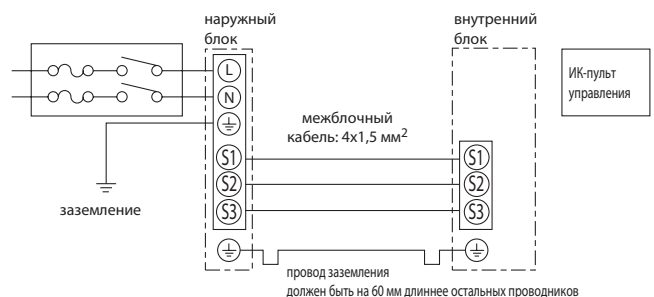 наружный
блок
внутренний
блок
L
N
ИК-пульт
управления
межблочный
кабель: 4x1,5 мм²
S1
S2
S3
S1
S2
S3
заземление
провод заземления
должен быть на 60 мм длиннее остальных проводников